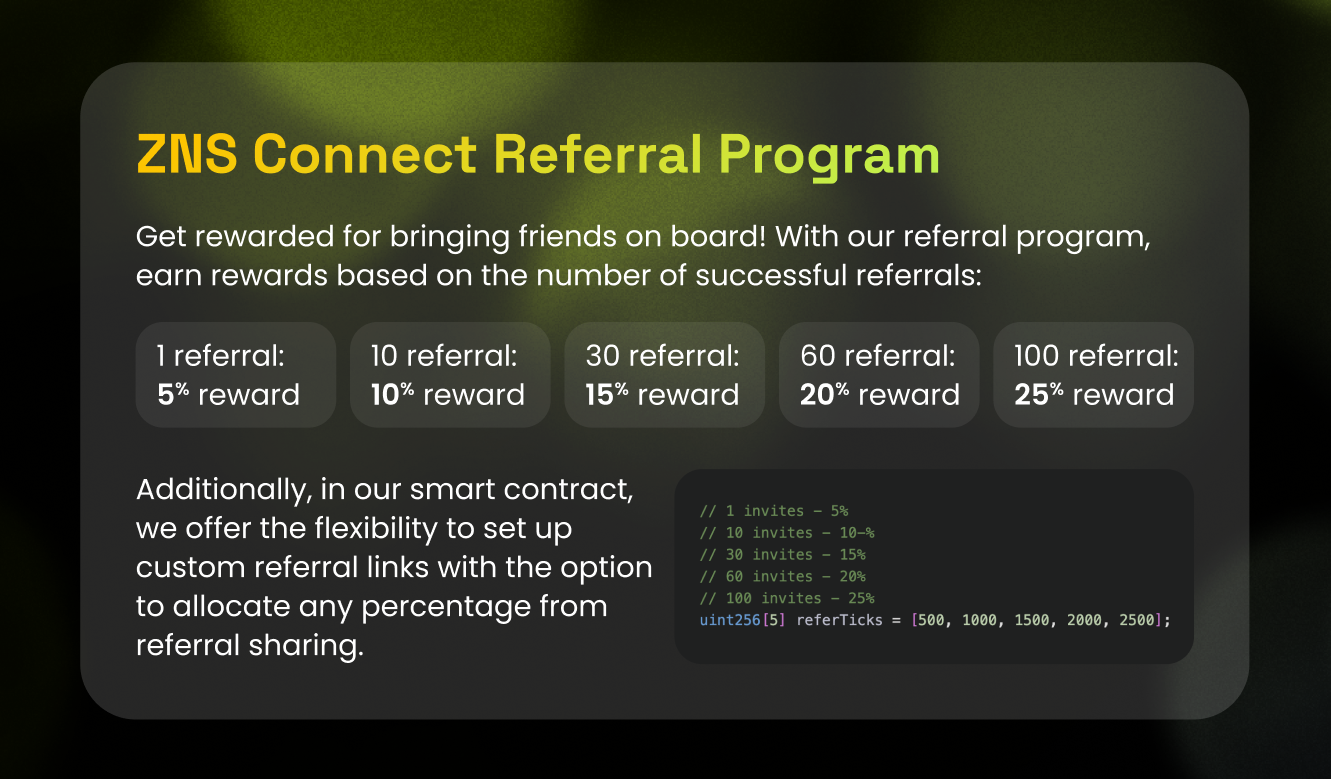 ZNS Connect Referral Program
Get rewarded for bringing friends on board! With our referral program,
earn rewards based on the number of successful referrals:
1 referral:
5% reward
10 referral:
10% reward
30 referral:
15% reward
60 referral:
20% reward
100 referral:
25% reward
Additionally, in our smart contract,
we offer the flexibility to set up
custom referral links with the option
to allocate any percentage from
referral sharing.
// 1 invites – 5%
// 10 invites – 10–%
// 30 invites – 15%
// 60 invites – 20%
// 100 invites – 25%
uint256[5] referTicks = [500, 1000, 1500, 2000, 2500];